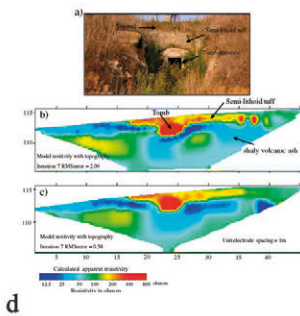 a)
Semi-lithoid tuff
b)
Semi-lithoid tuff
Tomb
115
110
shaly volcanic ash
Model resistivity with topography
Iteration 7 RMSerror = 2.09
c)
115
110
Model resistivity with topography
Iteration 7 RMSerror = 0.50
Unit electrode spacing = 1m
5 10 15 20 25 30 35 40
Calculated apparent resistivity
12.5 25 50 100 200 400 800 ohm m
Resistivity in ohm m
d